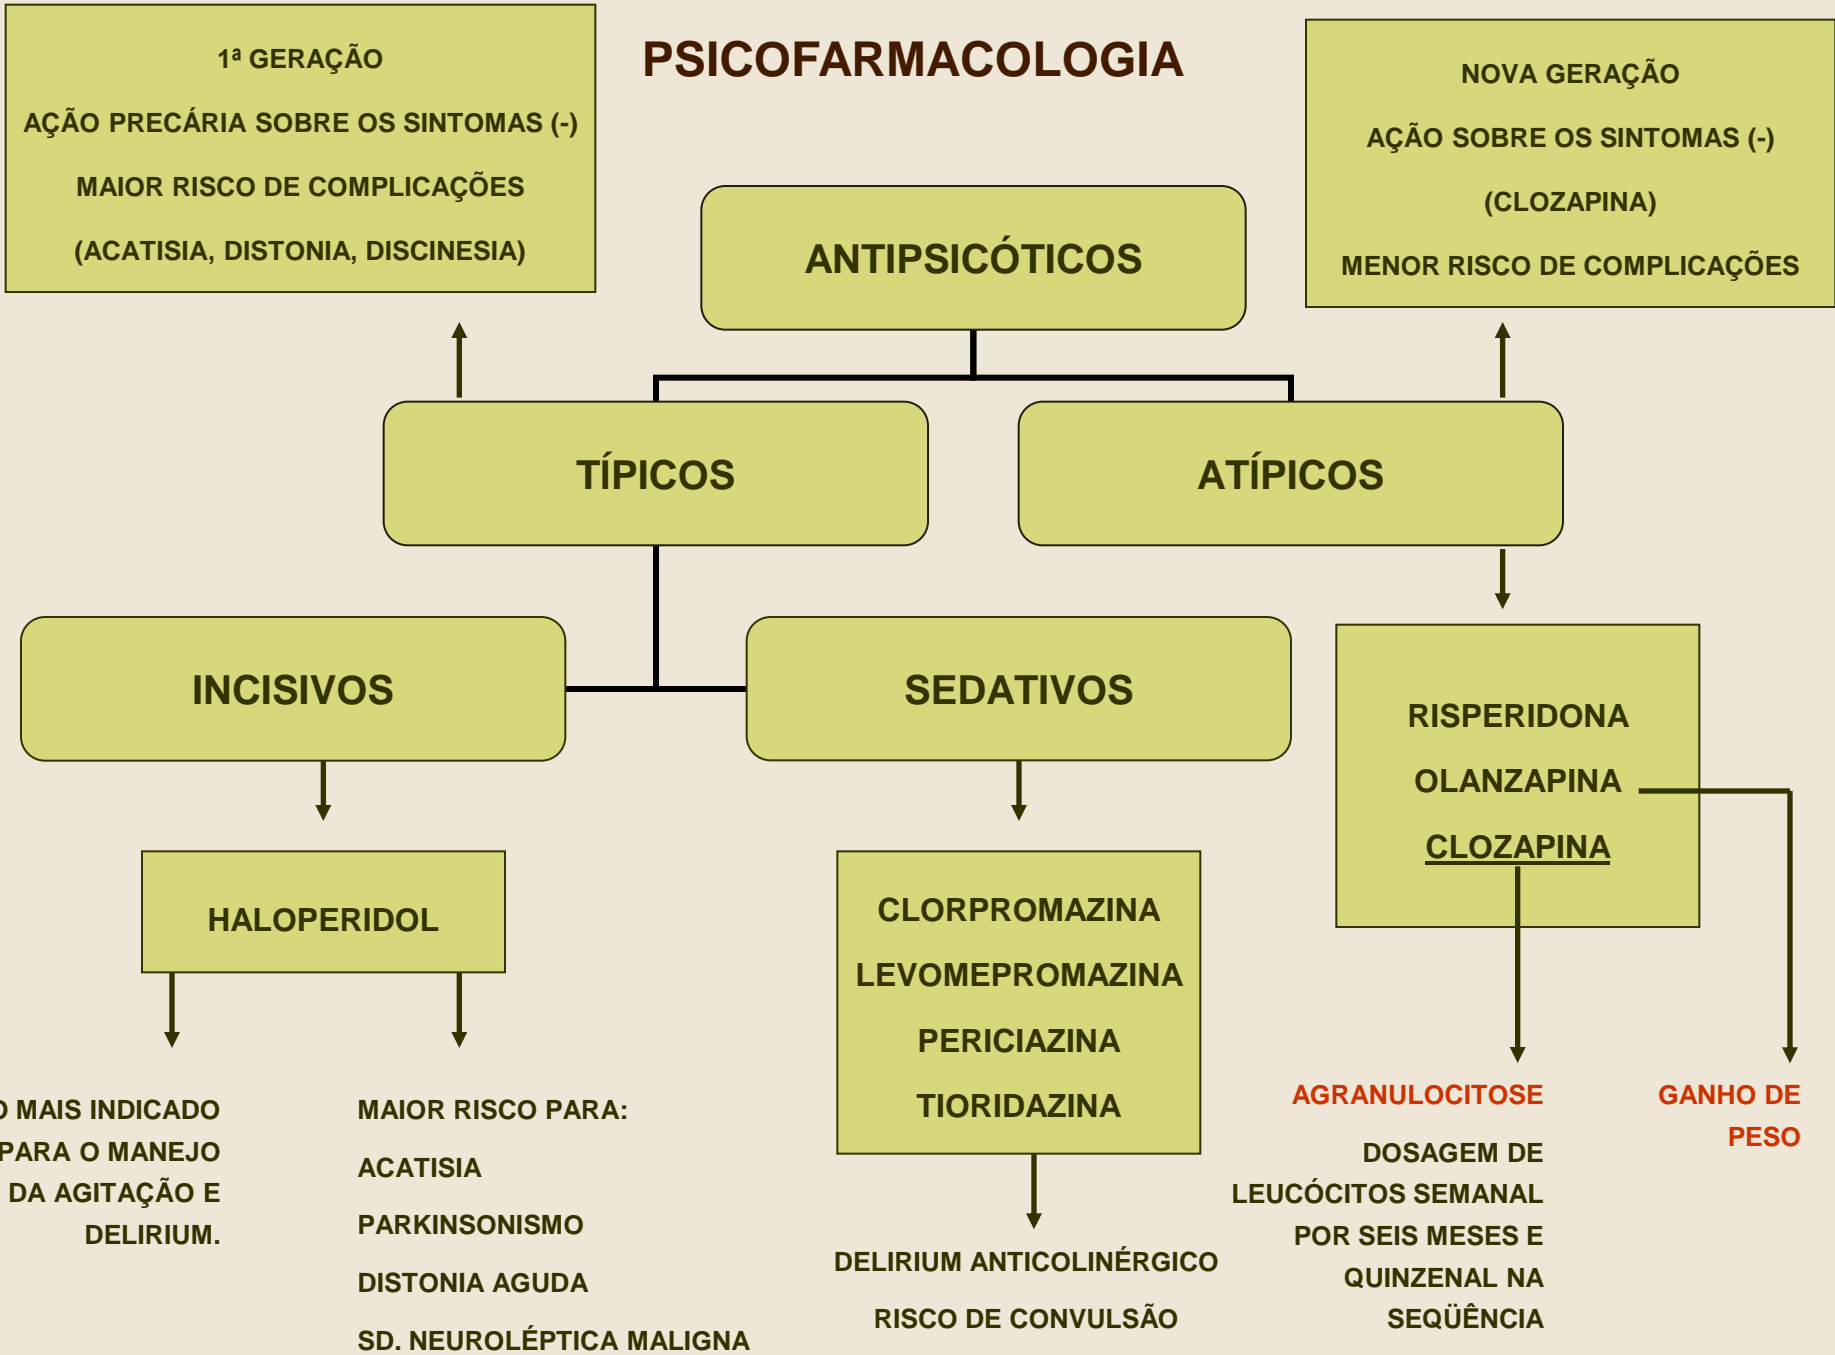 PSICOFARMACOLOGIA
1ª GERAÇÃO
AÇÃO PRECÁRIA SOBRE OS SINTOMAS (-)
MAIOR RISCO DE COMPLICAÇÕES
(ACATISIA, DISTONIA, DISCINESIA)
NOVA GERAÇÃO
AÇÃO SOBRE OS SINTOMAS (-)
(CLOZAPINA)
MENOR RISCO DE COMPLICAÇÕES
ANTIPSICÓTICOS
TÍPICOS
ATÍPICOS
INCISIVOS
SEDATIVOS
RISPERIDONA
OLANZAPINA
CLOZAPINA
HALOPERIDOL
CLORPROMAZINA
LEVOMEPROMAZINA
PERICIAZINA
TIORIDAZINA
O MAIS INDICADO
PARA O MANEJO
DA AGITAÇÃO E
DELIRIUM.
MAIOR RISCO PARA:
ACATISIA
PARKINSONISMO
DISTONIA AGUDA
SD. NEUROLÉPTICA MALIGNA
DELIRIUM ANTICOLINÉRGICO
RISCO DE CONVULSÃO
AGRANULOCITOSE
DOSAGEM DE
LEUCÓCITOS SEMANAL
POR SEIS MESES E
QUINZENAL NA
SEQÜÊNCIA
GANHO DE
PESO